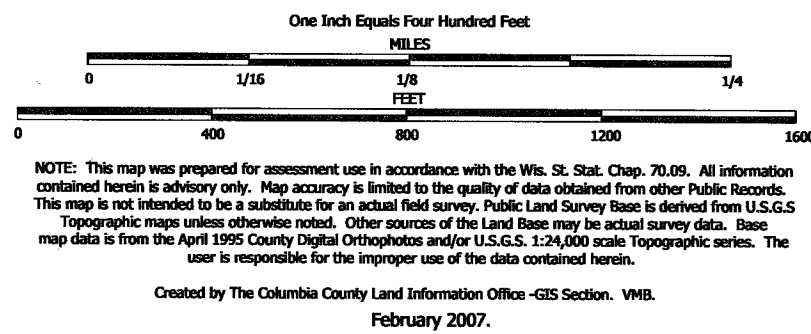 One Inch Equals Four Hundred Feet
MILES
0 1/16 1/8 1/4
FEET
0 400 800 1200 1600
NOTE: This map was prepared for assessment use in accordance with the Wis. St. Stat. Chap. 70.09. All information
contained herein is advisory only. Map accuracy is limited to the quality of data obtained from other Public Records.
This map is not intended to be a substitute for an actual field survey. Public Land Survey Base is derived from U.S.G.S
Topographic maps unless otherwise noted. Other sources of the Land Base may be actual survey data. Base
map data is from the April 1995 County Digital Orthophotos and/or U.S.G.S. 1:24,000 scale Topographic series. The
user is responsible for the improper use of the data contained herein.
Created by The Columbia County Land Information Office -GIS Section. VMB.
February 2007.